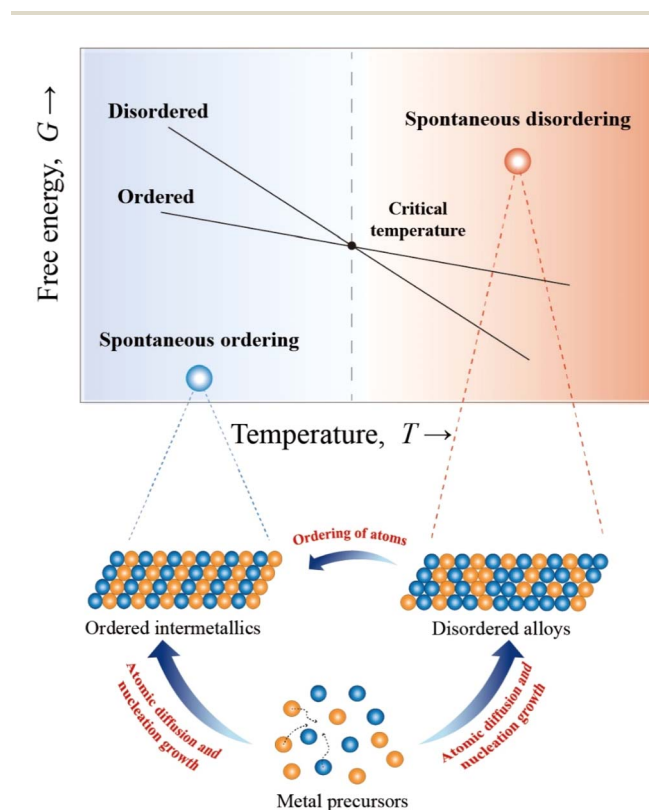 Disordered
Spontaneous disordering
Ordered
Critical
temperature
Free energy, G →
Spontaneous ordering
Temperature, T →
Ordering of atoms
Ordered intermetallics
Disordered alloys
Atomic diffusion and
nucleation growth
Atomic diffusion and
nucleation growth
Metal precursors